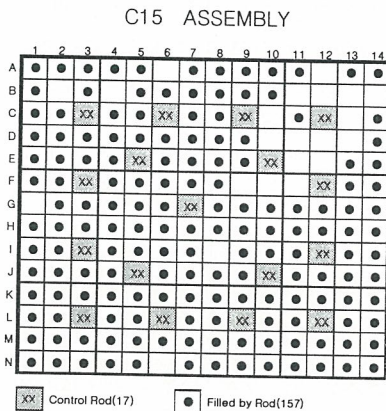 C15 ASSEMBLY
1 2 3 4 5 6 7 8 9 10 11 12 13 14
A
B
C XX XX XX XX
D
E XX XX
F XX XX
G XX
H
I XX XX
J XX XX
K
L XX XX XX XX
M
N
XX Control Rod(17) Filled by Rod(157)